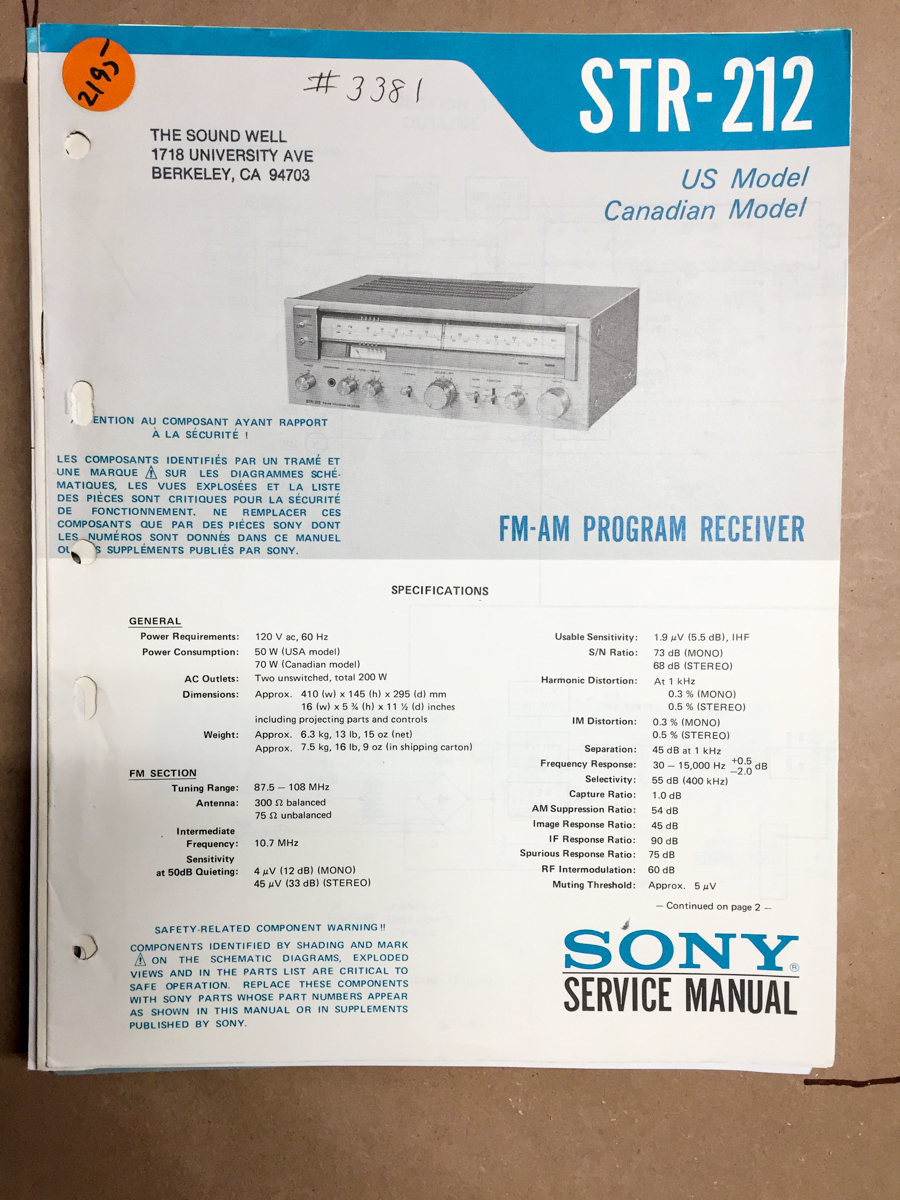 2195-
#3381
STR-212
THE SOUND WELL
1718 UNIVERSITY AVE
BERKELEY, CA 94703
US Model
Canadian Model
ENTION AU COMPOSANT AYANT RAPPORT
À LA SÉCURITÉ !
LES COMPOSANTS IDENTIFIÉS PAR UN TRAMÉ ET
UNE MARQUE ⚠ SUR LES DIAGRAMMES SCHÉ-
MATIQUES, LES VUES EXPLOSÉES ET LA LISTE
DES PIÈCES SONT CRITIQUES POUR LA SÉCURITÉ
DE FONCTIONNEMENT. NE REMPLACER CES
COMPOSANTS QUE PAR DES PIÈCES SONY DONT
LES NUMÉROS SONT DONNÉS DANS CE MANUEL
OU S SUPPLÉMENTS PUBLIÉS PAR SONY.
FM-AM PROGRAM RECEIVER
SPECIFICATIONS
GENERAL
Power Requirements: 120 V ac, 60 Hz
Power Consumption: 50 W (USA model)
70 W (Canadian model)
AC Outlets: Two unswitched, total 200 W
Dimensions: Approx. 410 (w) x 145 (h) x 295 (d) mm
16 (w) x 5 ¾ (h) x 11 ½ (d) inches
including projecting parts and controls
Weight: Approx. 6.3 kg, 13 lb, 15 oz (net)
Approx. 7.5 kg, 16 lb, 9 oz (in shipping carton)
FM SECTION
Tuning Range: 87.5 – 108 MHz
Antenna: 300 Ω balanced
75 Ω unbalanced
Intermediate
Frequency: 10.7 MHz
Sensitivity
at 50dB Quieting: 4 µV (12 dB) (MONO)
45 µV (33 dB) (STEREO)
Usable Sensitivity: 1.9 µV (5.5 dB), IHF
S/N Ratio: 73 dB (MONO)
68 dB (STEREO)
Harmonic Distortion: At 1 kHz
0.3 % (MONO)
0.5 % (STEREO)
IM Distortion: 0.3 % (MONO)
0.5 % (STEREO)
Separation: 45 dB at 1 kHz
Frequency Response: 30 – 15,000 Hz +0.5 –2.0 dB
Selectivity: 55 dB (400 kHz)
Capture Ratio: 1.0 dB
AM Suppression Ratio: 54 dB
Image Response Ratio: 45 dB
IF Response Ratio: 90 dB
Spurious Response Ratio: 75 dB
RF Intermodulation: 60 dB
Muting Threshold: Approx. 5 µV
– Continued on page 2 –
SAFETY-RELATED COMPONENT WARNING!!
COMPONENTS IDENTIFIED BY SHADING AND MARK
⚠ ON THE SCHEMATIC DIAGRAMS, EXPLODED
VIEWS AND IN THE PARTS LIST ARE CRITICAL TO
SAFE OPERATION. REPLACE THESE COMPONENTS
WITH SONY PARTS WHOSE PART NUMBERS APPEAR
AS SHOWN IN THIS MANUAL OR IN SUPPLEMENTS
PUBLISHED BY SONY.
SONY®
SERVICE MANUAL